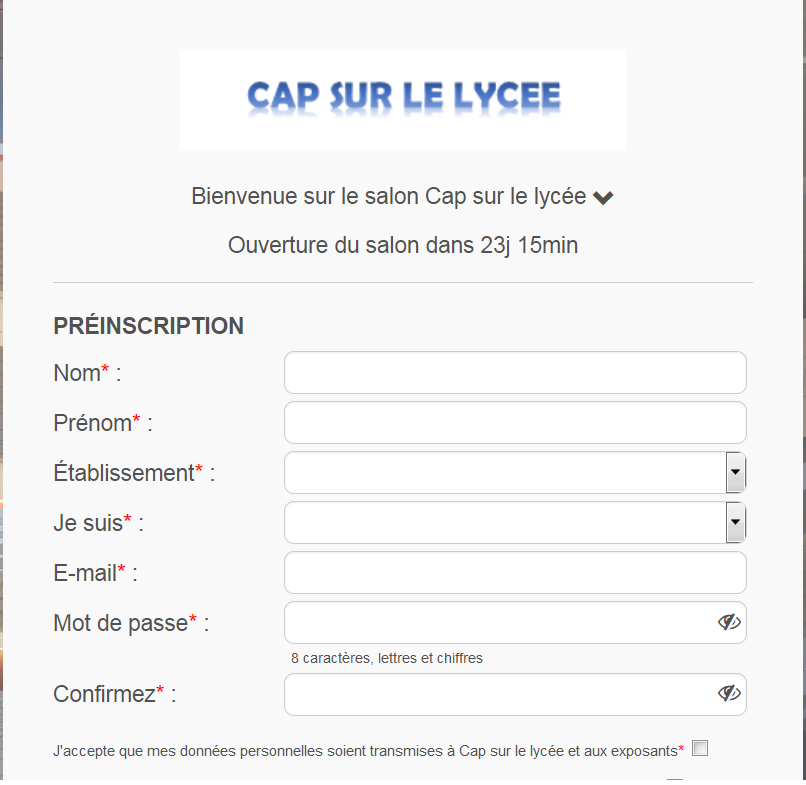 CAP SUR LE LYCEE
Bienvenue sur le salon Cap sur le lycée
Ouverture du salon dans 23j 15min
PRÉINSCRIPTION
Nom* :
Prénom* :
Établissement* :
Je suis* :
E-mail* :
Mot de passe* :
8 caractères, lettres et chiffres
Confirmez* :
J'accepte que mes données personnelles soient transmises à Cap sur le lycée et aux exposants*